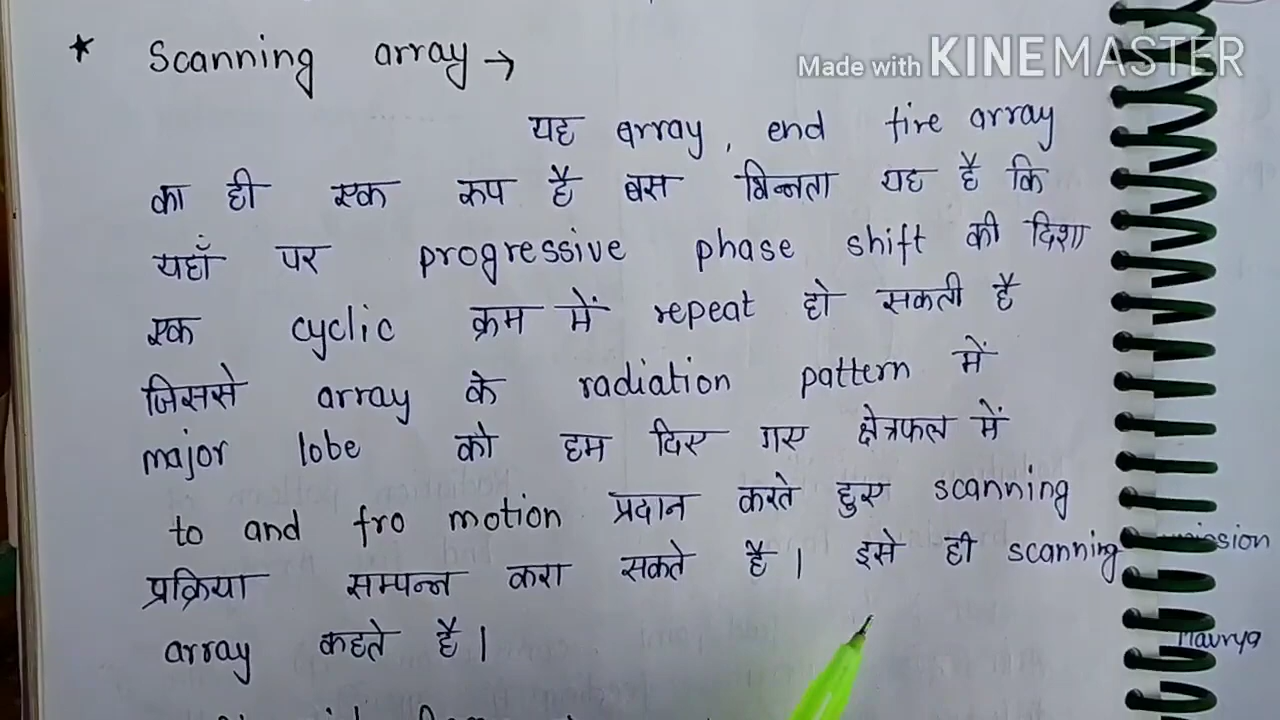 * Scanning array →
Made with KINEMASTER
यह array, end fire array
का ही एक रूप है बस भिन्नता यह है कि
यहाँ पर progressive phase shift की दिशा
एक cyclic क्रम में repeat हो सकती है
जिससे array के radiation pattern में
major lobe को हम दिए गए क्षेत्रफल में
to and fro motion प्रदान करते हुए scanning
प्रक्रिया सम्पन्न करा सकते है। इसे ही scanning
array कहते है।